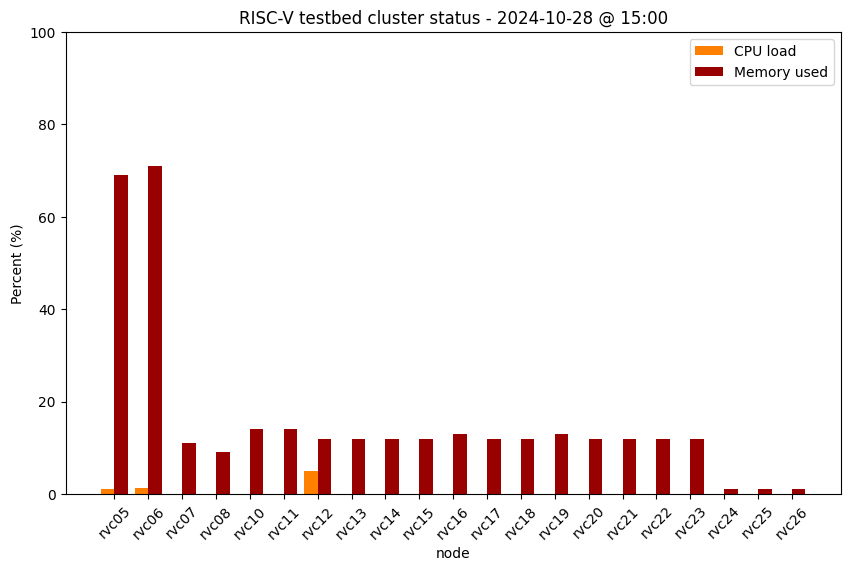 RISC-V testbed cluster status - 2024-10-28 @ 15:00
CPU load
Memory used
Percent (%)
100
80
60
40
20
0
rvc05 rvc06 rvc07 rvc08 rvc10 rvc11 rvc12 rvc13 rvc14 rvc15 rvc16 rvc17 rvc18 rvc19 rvc20 rvc21 rvc22 rvc23 rvc24 rvc25 rvc26
node